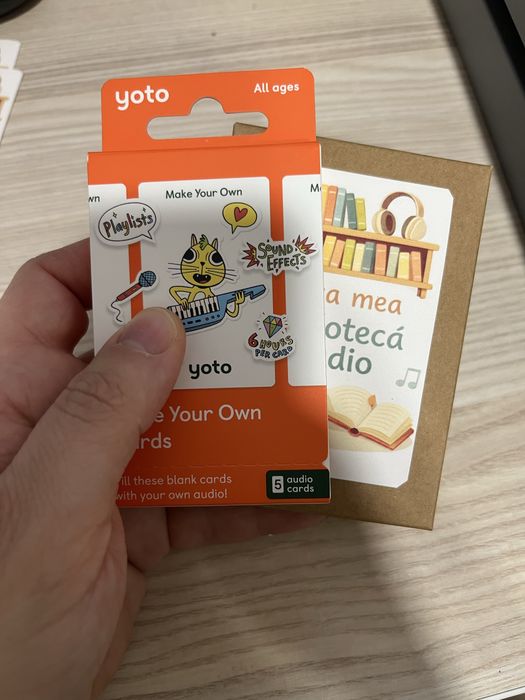 yoto
All ages
wn
Make Your Own
M
Playlists
SOUND
EFFECTS
6 HOURS
PER CARD
yoto
e Your Own
rds
ill these blank cards
with your own audio!
5 audio
cards
a mea
otecă
dio